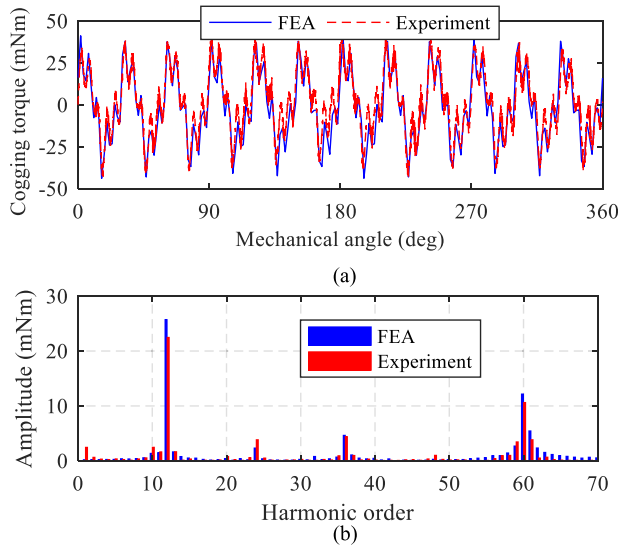 FEA Experiment
50
25
0
-25
-50
Cogging torque (mNm)
0 90 180 270 360
Mechanical angle (deg)
(a)
30
20
10
0
Amplitude (mNm)
FEA
Experiment
0 10 20 30 40 50 60 70
Harmonic order
(b)